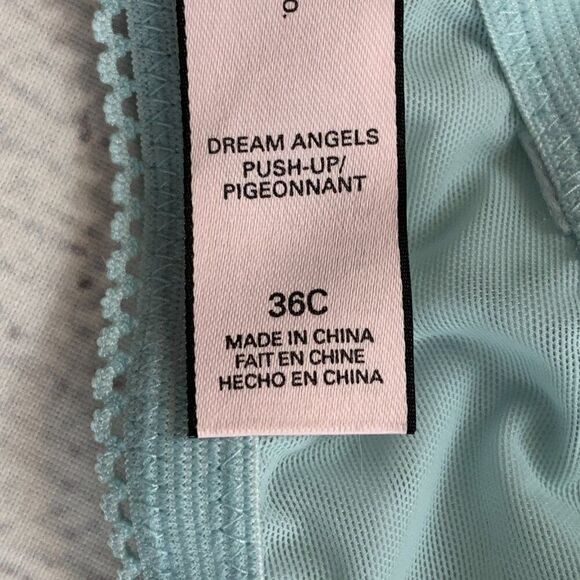 DREAM ANGELS
PUSH-UP/
PIGEONNANT
36C
MADE IN CHINA
FAIT EN CHINE
HECHO EN CHINA